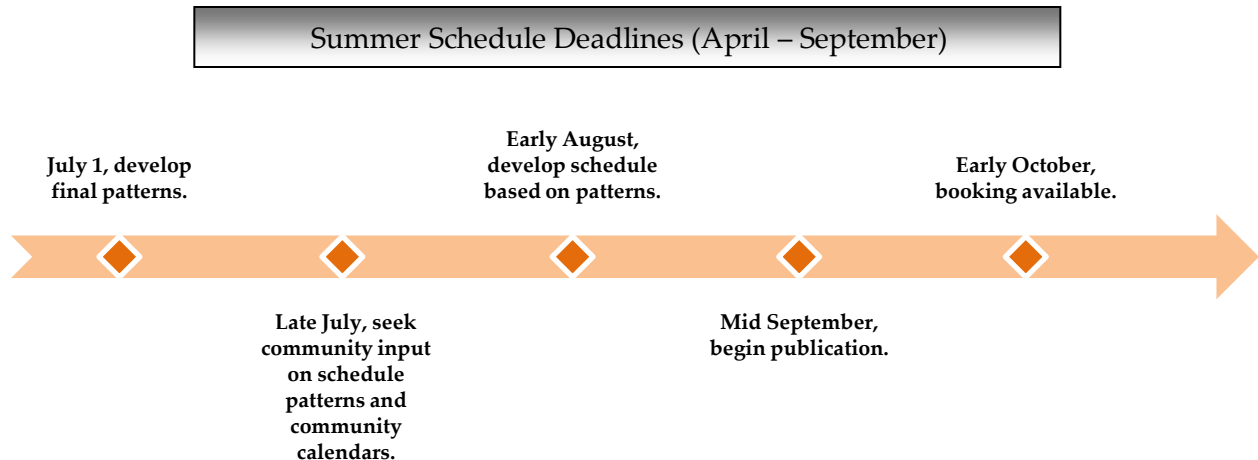 Summer Schedule Deadlines (April – September)
July 1, develop
final patterns.
Late July, seek
community input
on schedule
patterns and
community
calendars.
Early August,
develop schedule
based on patterns.
Mid September,
begin publication.
Early October,
booking available.